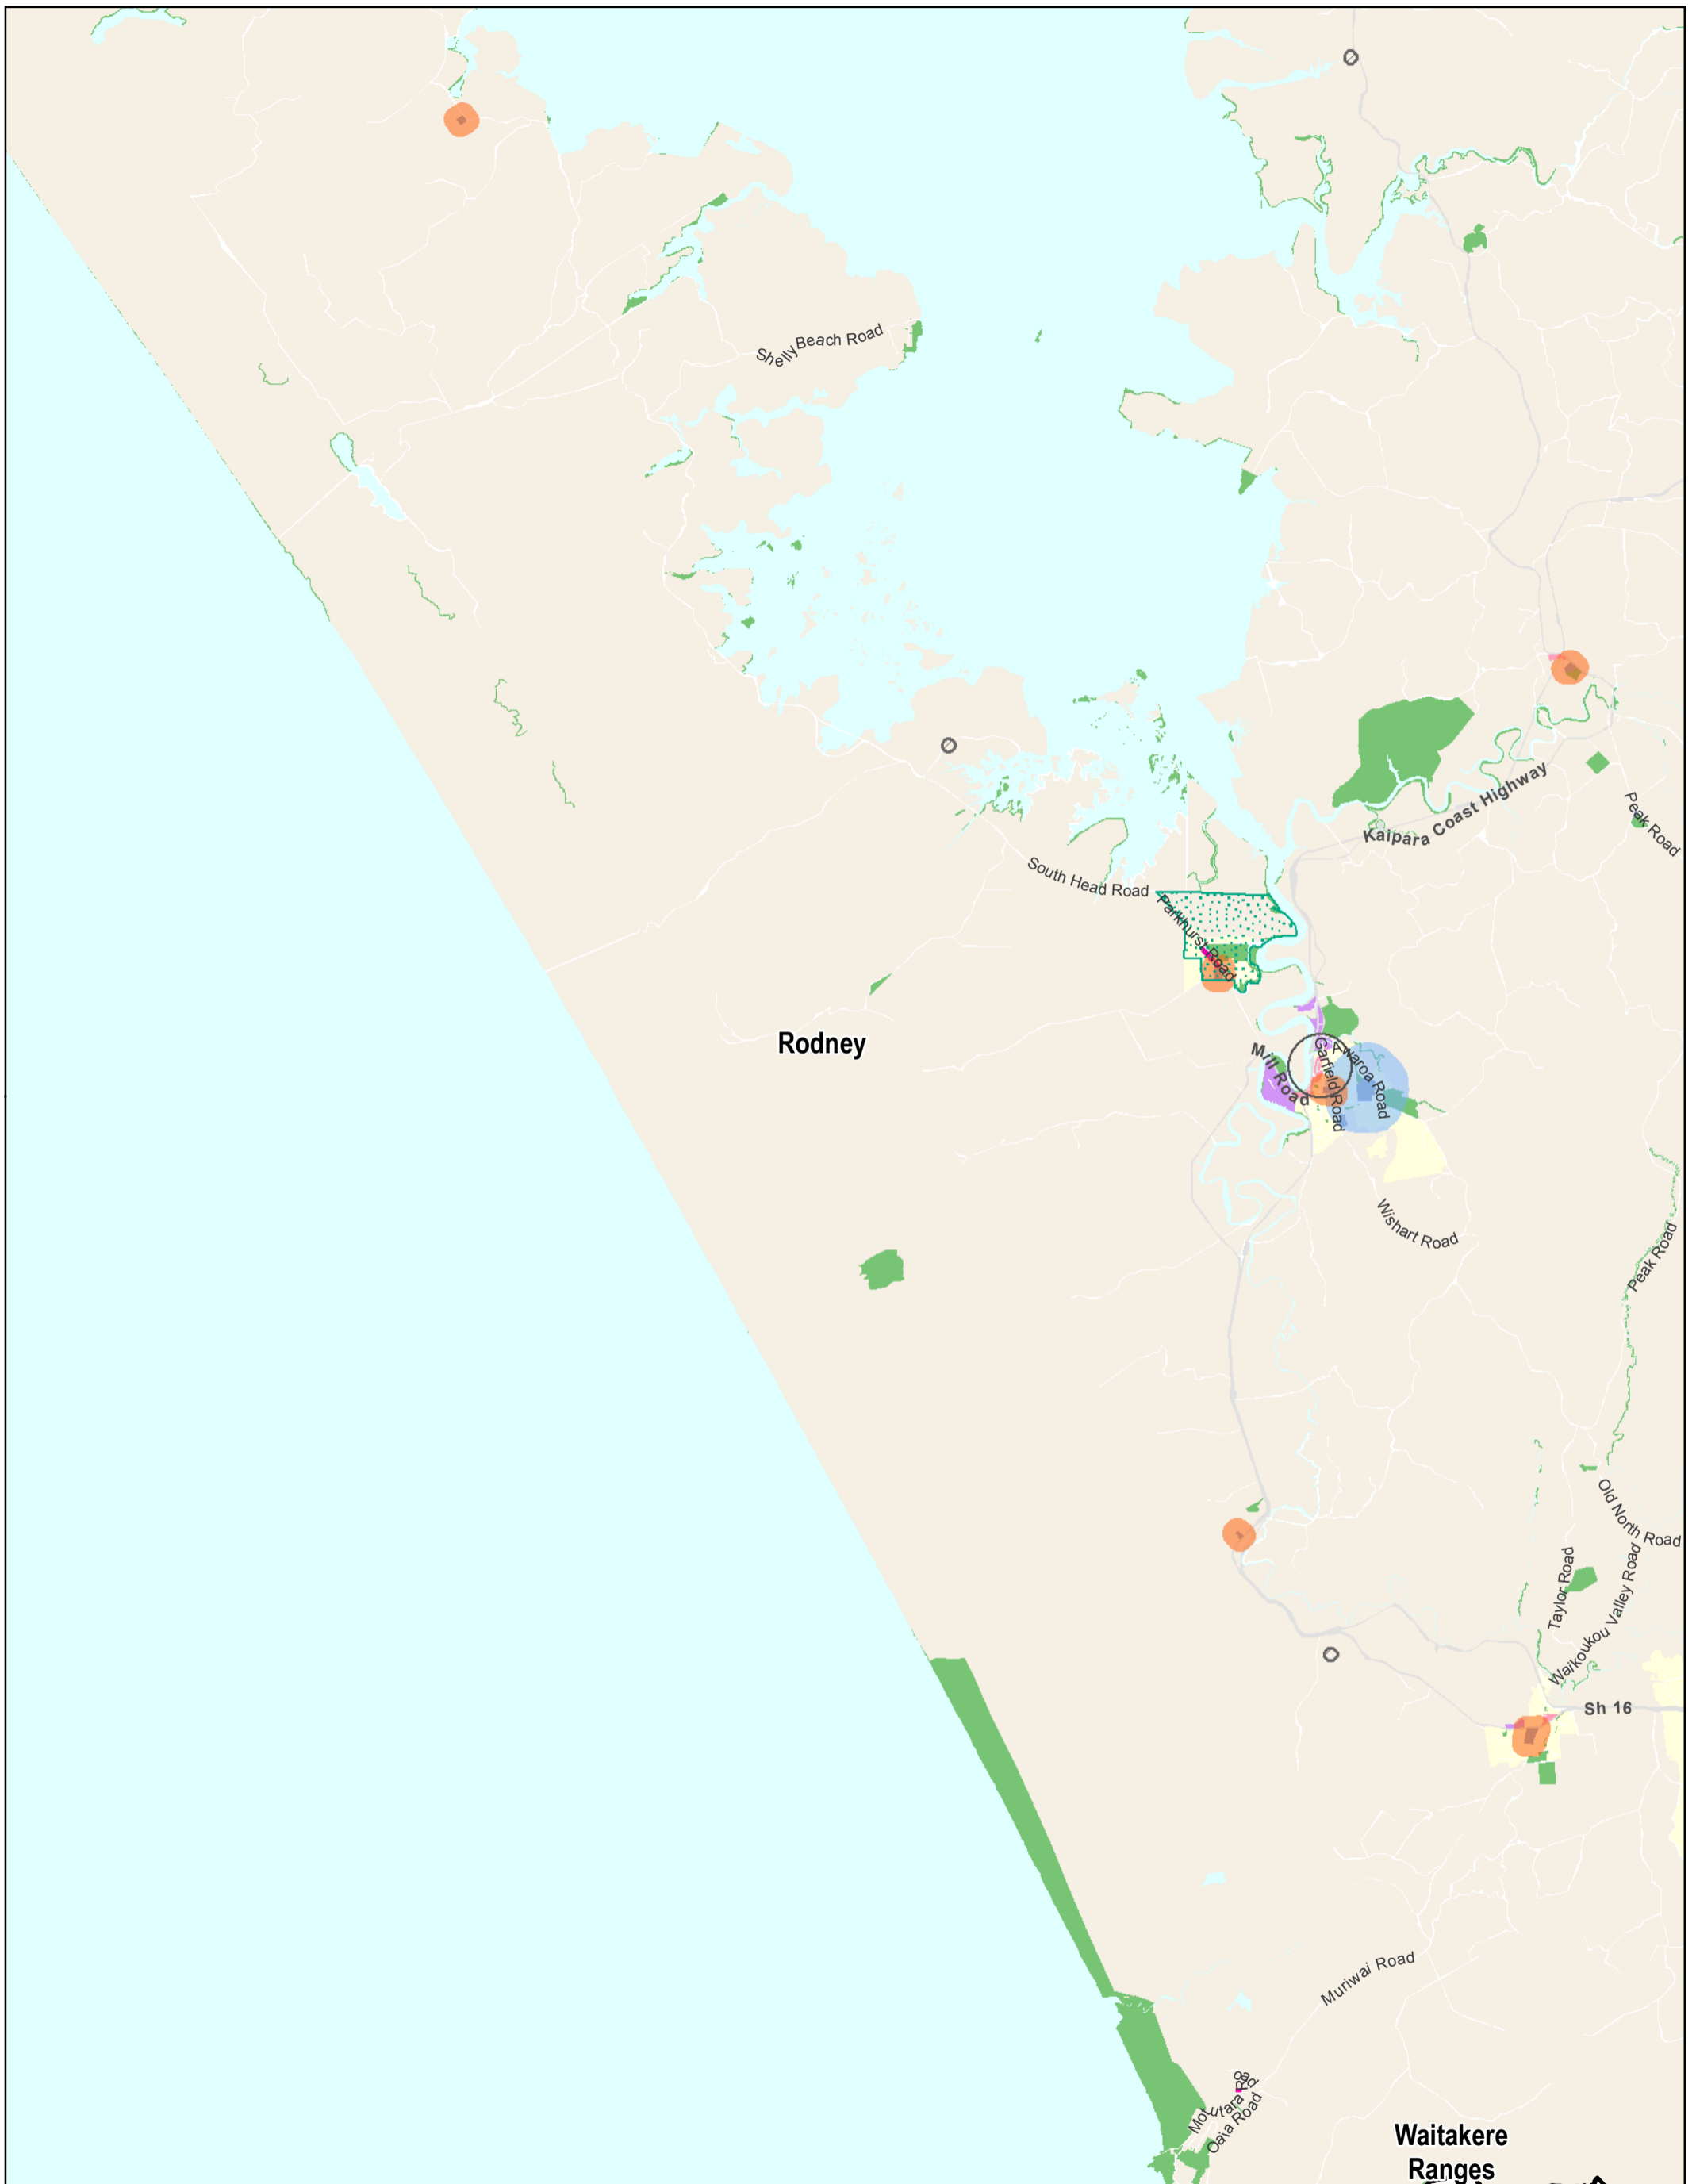 Shelly Beach Road
Kaipara Coast Highway
Peak Road
South Head Road
Parkhurst Road
Rodney
Mill Road
Garfield Road
Awaroa Road
Wishart Road
Peak Road
Old North Road
Taylor Road
Waikoukou Valley Road
Sh 16
Muriwai Road
Motutara Road
Oaia Road
Waitakere
Ranges